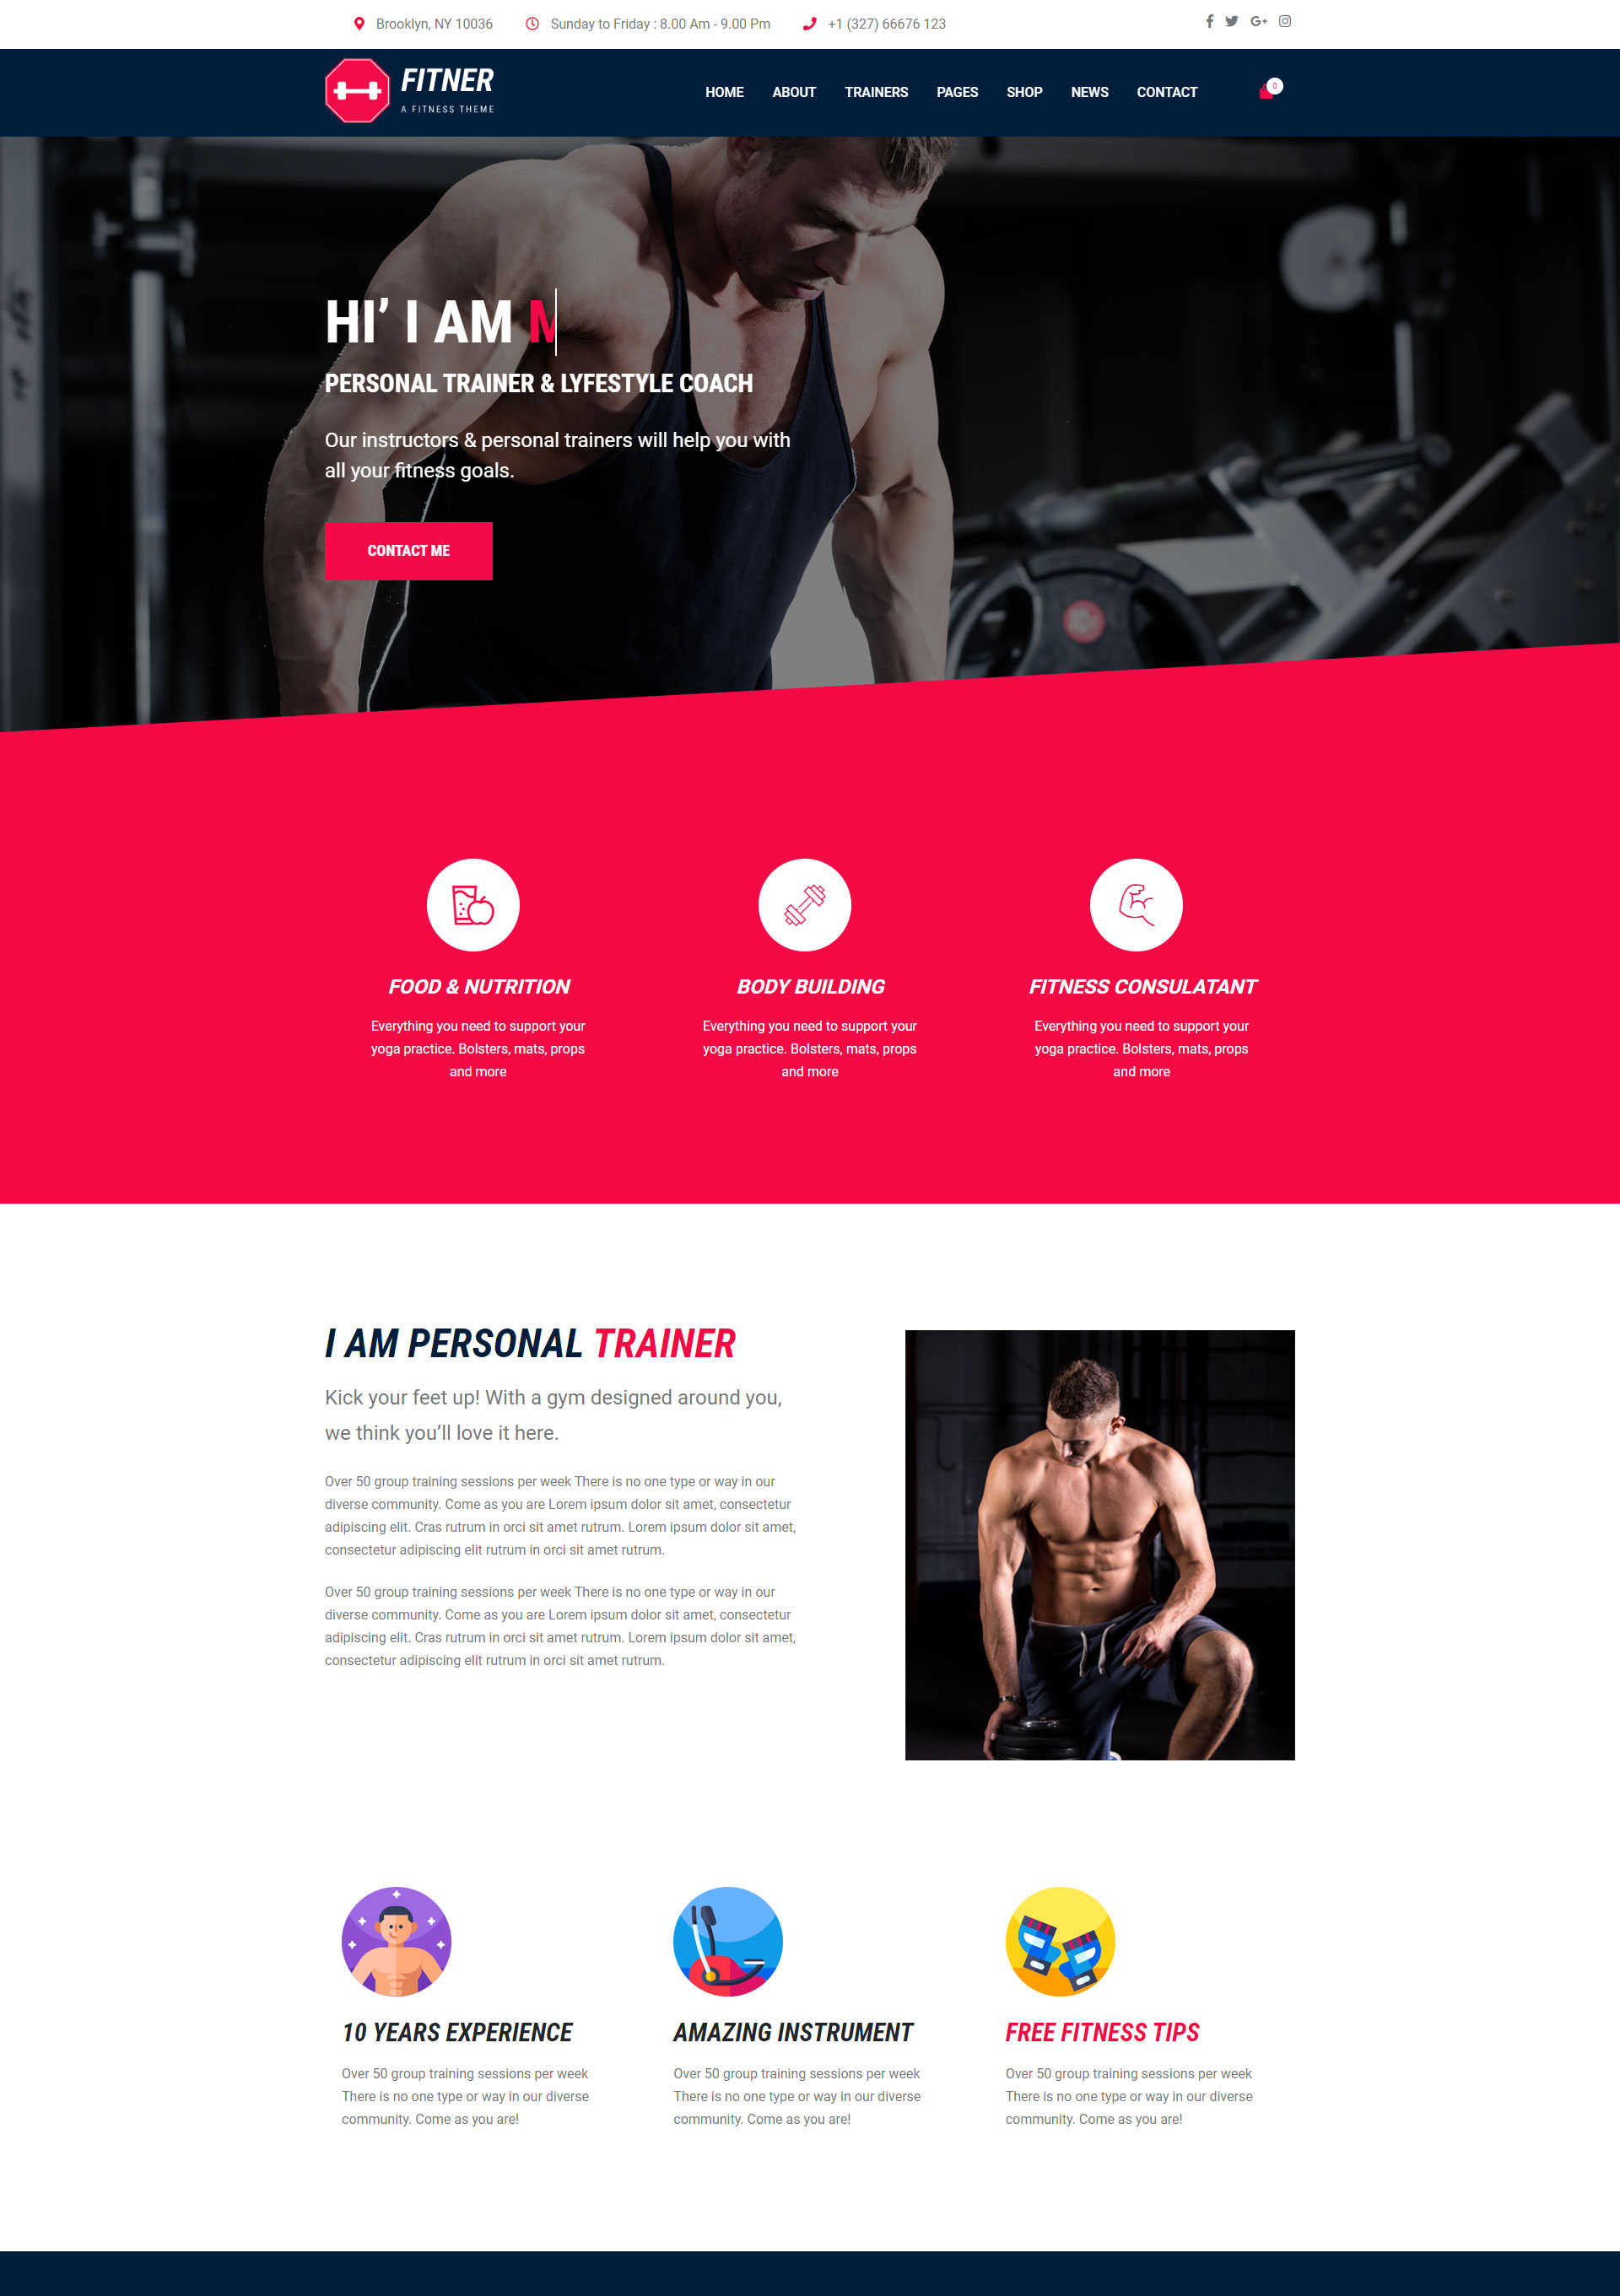 Brooklyn, NY 10036
Sunday to Friday : 8.00 Am - 9.00 Pm
+1 (327) 66676 123
FITNER
A FITNESS THEME
HOME ABOUT TRAINERS PAGES SHOP NEWS CONTACT
0
HI’ I AM M
PERSONAL TRAINER & LYFESTYLE COACH
Our instructors & personal trainers will help you with
all your fitness goals.
CONTACT ME
FOOD & NUTRITION
Everything you need to support your
yoga practice. Bolsters, mats, props
and more
BODY BUILDING
Everything you need to support your
yoga practice. Bolsters, mats, props
and more
FITNESS CONSULATANT
Everything you need to support your
yoga practice. Bolsters, mats, props
and more
I AM PERSONAL TRAINER
Kick your feet up! With a gym designed around you,
we think you’ll love it here.
Over 50 group training sessions per week There is no one type or way in our
diverse community. Come as you are Lorem ipsum dolor sit amet, consectetur
adipiscing elit. Cras rutrum in orci sit amet rutrum. Lorem ipsum dolor sit amet,
consectetur adipiscing elit rutrum in orci sit amet rutrum.
Over 50 group training sessions per week There is no one type or way in our
diverse community. Come as you are Lorem ipsum dolor sit amet, consectetur
adipiscing elit. Cras rutrum in orci sit amet rutrum. Lorem ipsum dolor sit amet,
consectetur adipiscing elit rutrum in orci sit amet rutrum.
10 YEARS EXPERIENCE
Over 50 group training sessions per week
There is no one type or way in our diverse
community. Come as you are!
AMAZING INSTRUMENT
Over 50 group training sessions per week
There is no one type or way in our diverse
community. Come as you are!
FREE FITNESS TIPS
Over 50 group training sessions per week
There is no one type or way in our diverse
community. Come as you are!